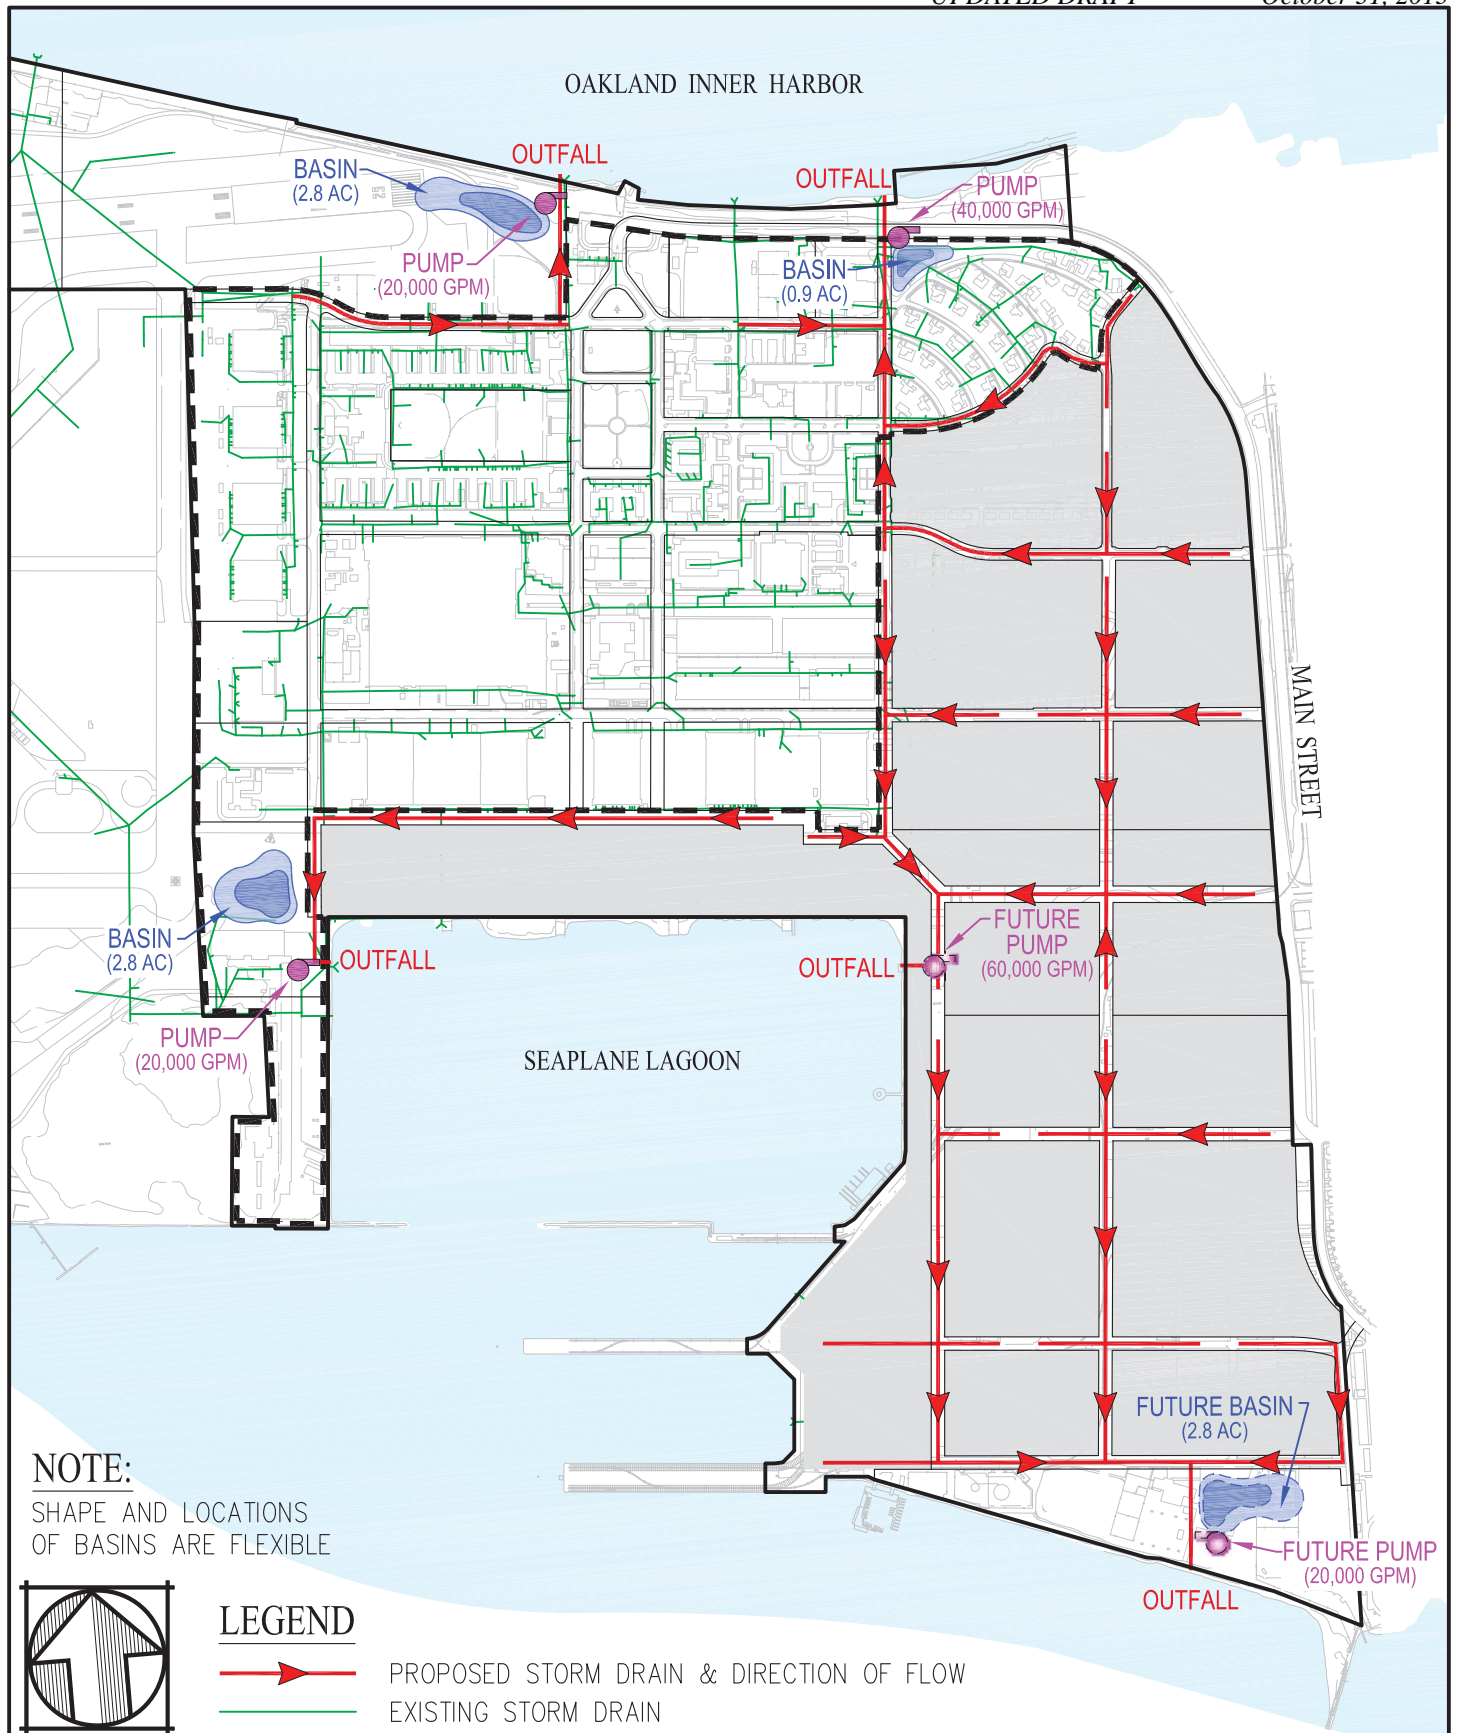 OAKLAND INNER HARBOR
OUTFALL
BASIN
(2.8 AC)
PUMP
(20,000 GPM)
OUTFALL
PUMP
(40,000 GPM)
BASIN
(0.9 AC)
MAIN STREET
BASIN
(2.8 AC)
OUTFALL
PUMP
(20,000 GPM)
OUTFALL
FUTURE
PUMP
(60,000 GPM)
SEAPLANE LAGOON
FUTURE BASIN
(2.8 AC)
FUTURE PUMP
(20,000 GPM)
OUTFALL
NOTE:
SHAPE AND LOCATIONS
OF BASINS ARE FLEXIBLE
LEGEND
PROPOSED STORM DRAIN & DIRECTION OF FLOW
EXISTING STORM DRAIN